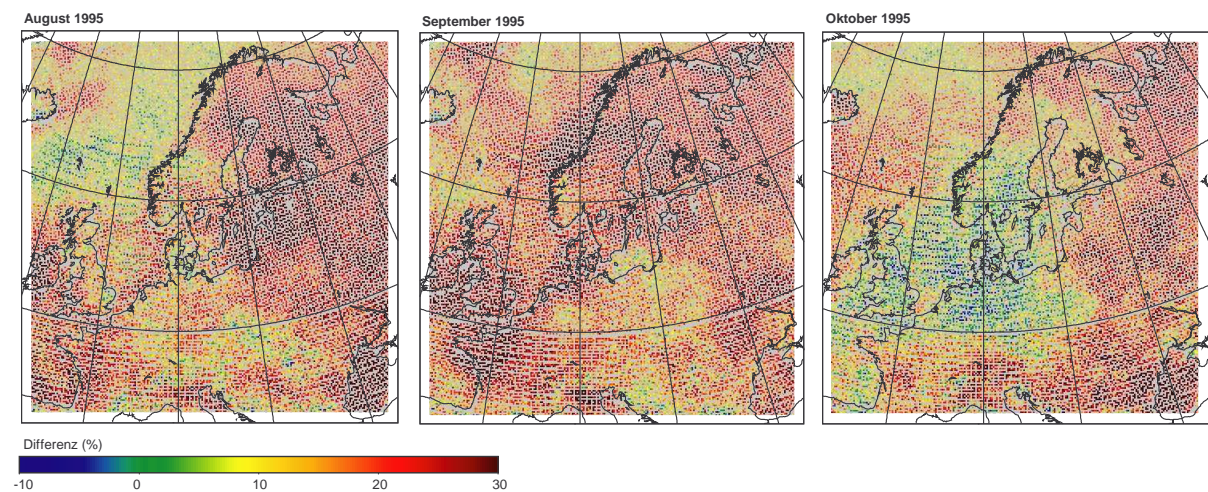 August 1995
September 1995
Oktober 1995
Differenz (%)
-10 0 10 20 30